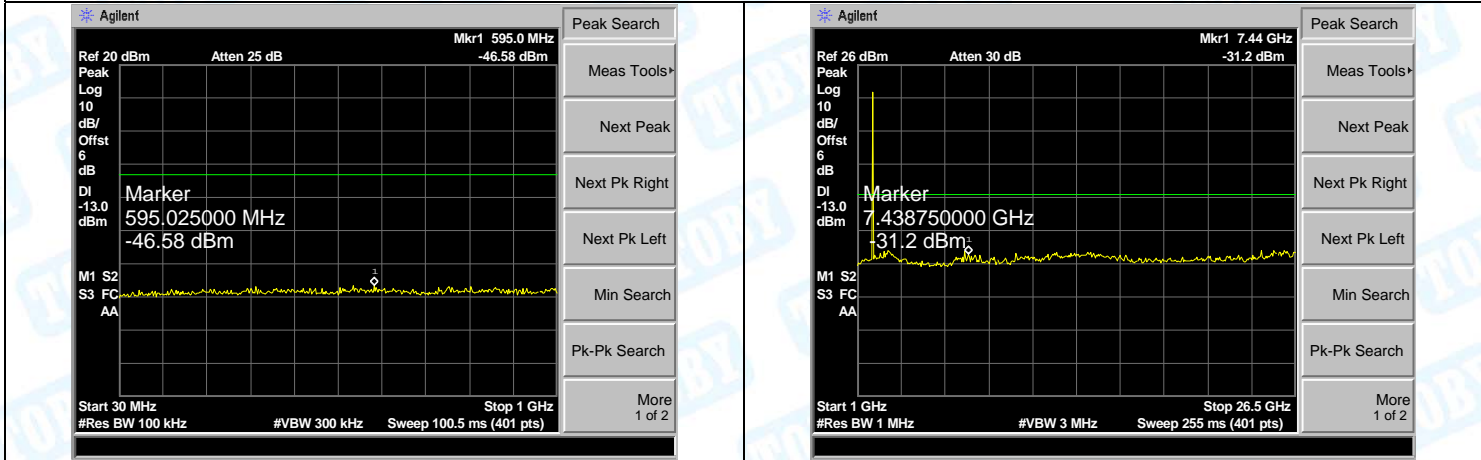 Agilent
Peak Search
Mkr1 595.0 MHz
Ref 20 dBm Atten 25 dB -46.58 dBm
Peak
Log
10
dB/
Offst
6
dB
DI
-13.0
dBm
Marker
595.025000 MHz
-46.58 dBm
1
M1 S2
S3 FC
AA
Start 30 MHz Stop 1 GHz
#Res BW 100 kHz #VBW 300 kHz Sweep 100.5 ms (401 pts)
Meas Tools
Next Peak
Next Pk Right
Next Pk Left
Min Search
Pk-Pk Search
More
1 of 2
Agilent
Peak Search
Mkr1 7.44 GHz
Ref 26 dBm Atten 30 dB -31.2 dBm
Peak
Log
10
dB/
Offst
6
dB
DI
-13.0
dBm
Marker
7.438750000 GHz
-31.2 dBm
1
M1 S2
S3 FC
AA
Start 1 GHz Stop 26.5 GHz
#Res BW 1 MHz #VBW 3 MHz Sweep 255 ms (401 pts)
Meas Tools
Next Peak
Next Pk Right
Next Pk Left
Min Search
Pk-Pk Search
More
1 of 2
TOBY